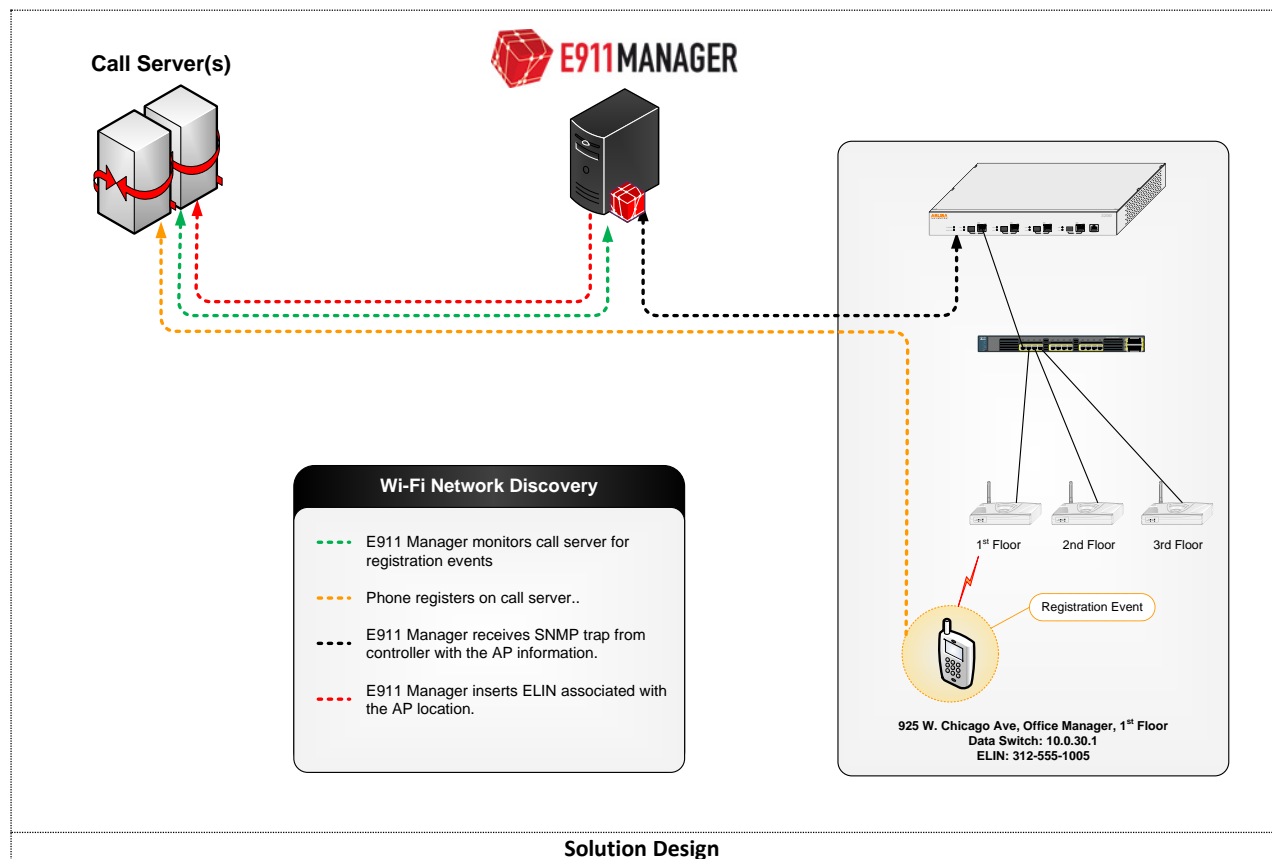 Call Server(s)
E911MANAGER
ARUBA
Wi-Fi Network Discovery
E911 Manager monitors call server for
registration events
Phone registers on call server..
E911 Manager receives SNMP trap from
controller with the AP information.
E911 Manager inserts ELIN associated with
the AP location.
1st Floor
2nd Floor
3rd Floor
Registration Event
925 W. Chicago Ave, Office Manager, 1st Floor
Data Switch: 10.0.30.1
ELIN: 312-555-1005
Solution Design